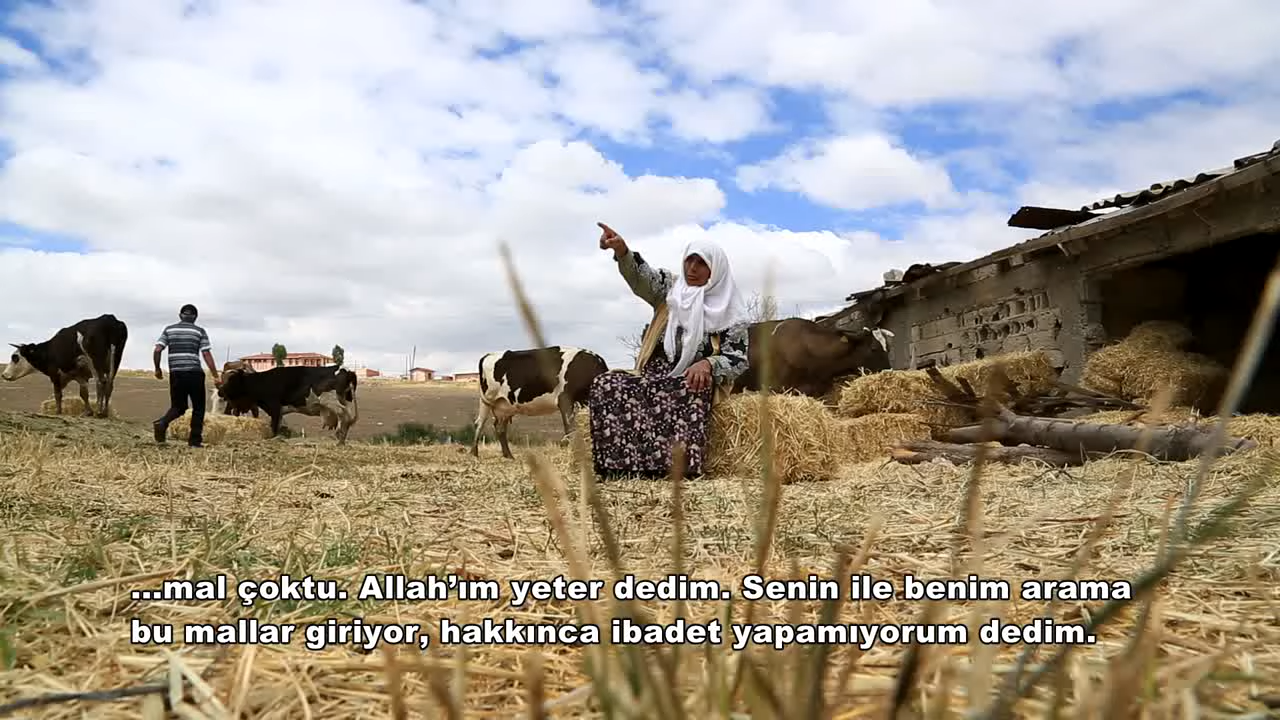 ...mal çoktu. Allah’ım yeter dedim. Senin ile benim arama
bu mallar giriyor, hakkınca ibadet yapamıyorum dedim.